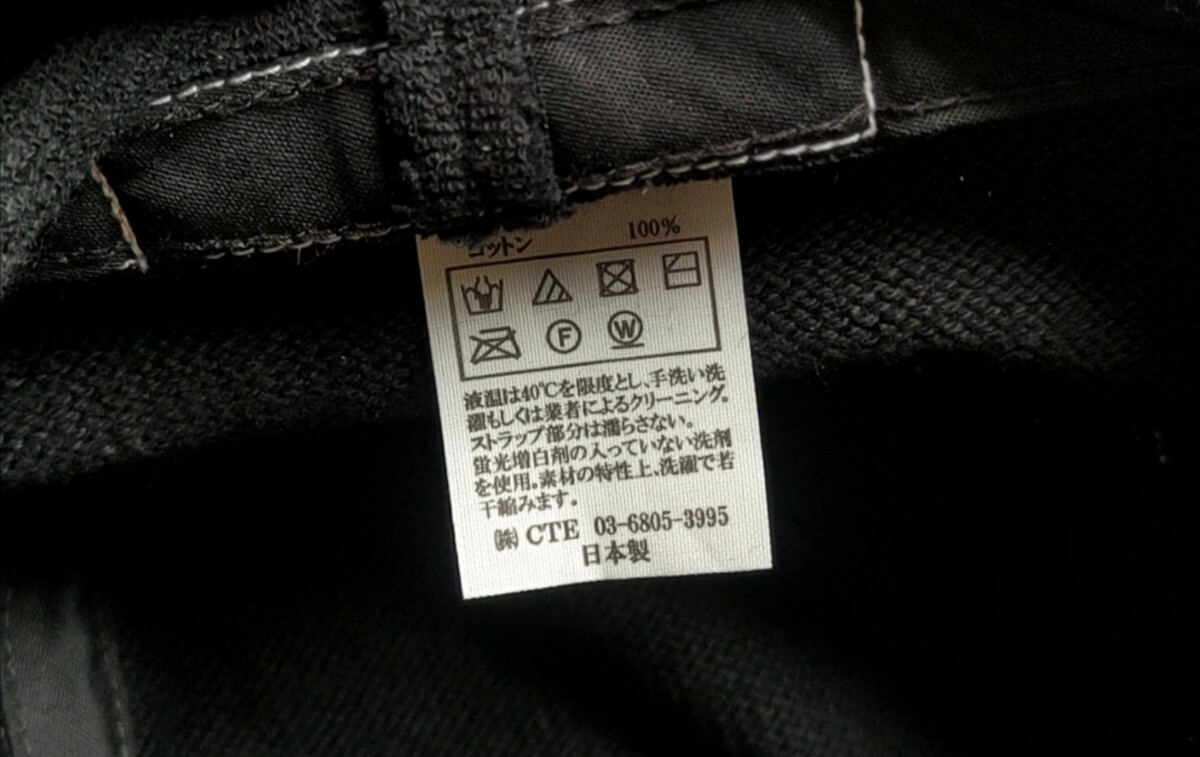 コットン 100%
F W
液温は40℃を限度とし、手洗い洗
濯もしくは業者によるクリーニング。
ストラップ部分は濡らさない。
蛍光増白剤の入っていない洗剤
を使用。素材の特性上、洗濯で若
干縮みます。
㈱ CTE 03-6805-3995
日本製